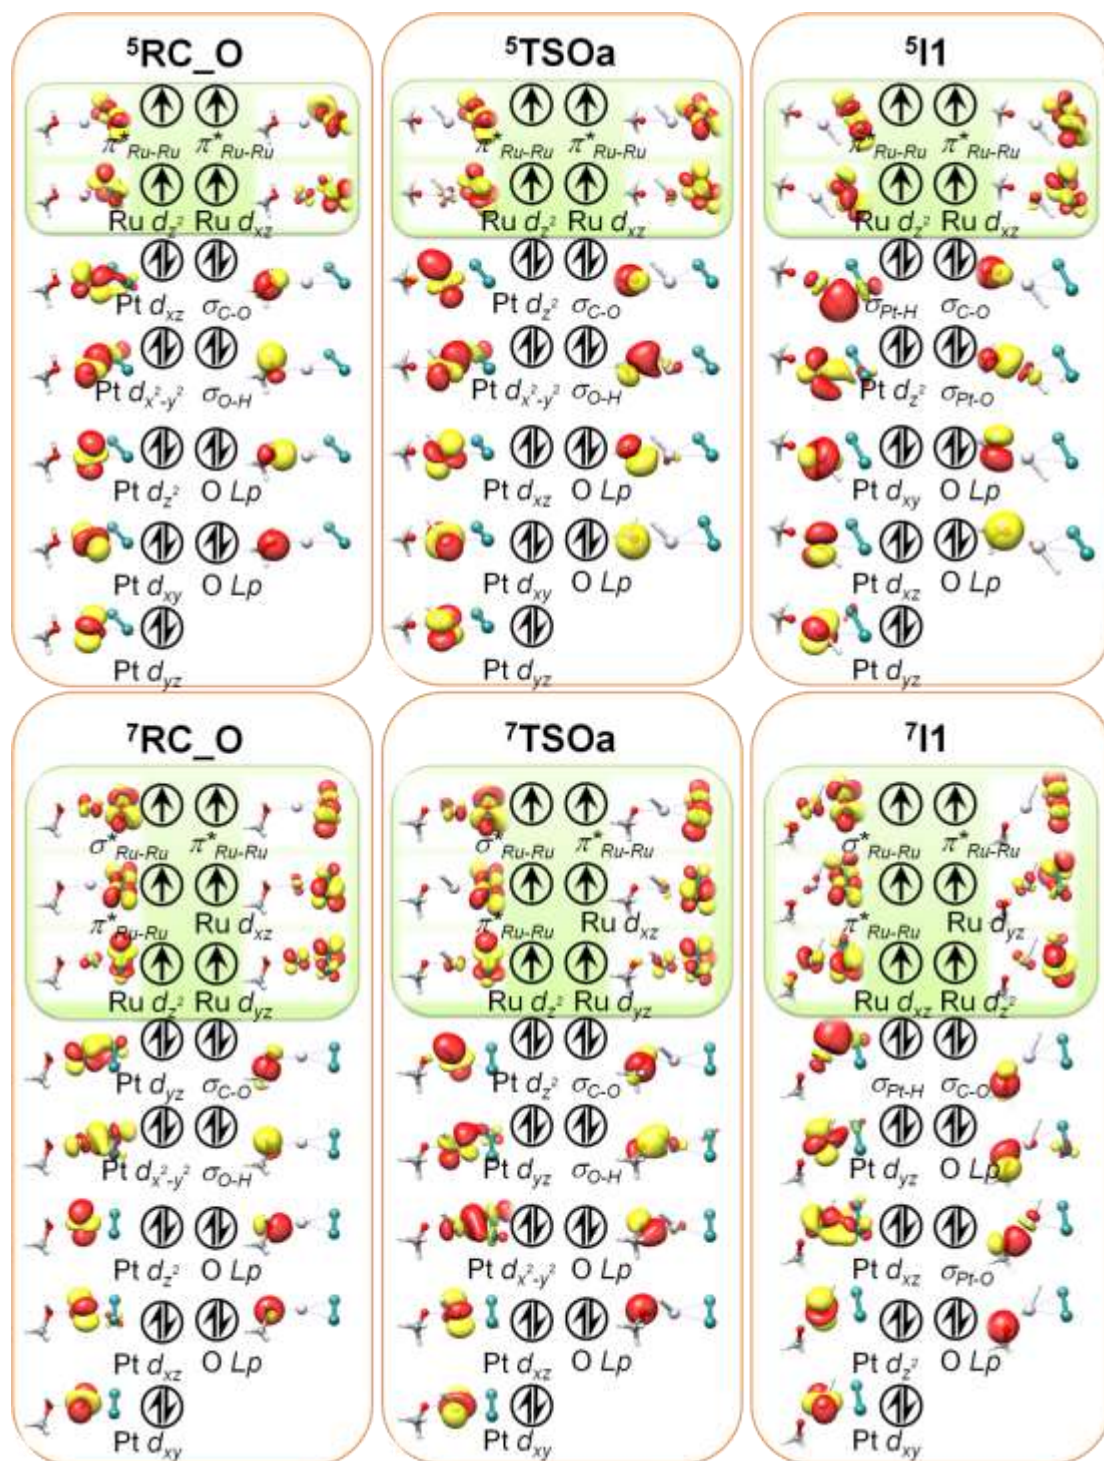 ⁵RC_O
π*Ru-Ru π*Ru-Ru
Ru dz² Ru dxz
Pt dxz σC-O
Pt dx²-y² σO-H
Pt dz² O Lp
Pt dxy O Lp
Pt dyz
⁵TSOa
π*Ru-Ru π*Ru-Ru
Ru dz² Ru dxz
Pt dz² σC-O
Pt dx²-y² σO-H
Pt dxz O Lp
Pt dxy O Lp
Pt dyz
⁵I1
π*Ru-Ru π*Ru-Ru
Ru dz² Ru dxz
σPt-H σC-O
Pt dz² σPt-O
Pt dxy O Lp
Pt dxz O Lp
Pt dyz
⁷RC_O
σ*Ru-Ru π*Ru-Ru
π*Ru-Ru Ru dxz
Ru dz² Ru dyz
Pt dyz σC-O
Pt dx²-y² σO-H
Pt dz² O Lp
Pt dxz O Lp
Pt dxy
⁷TSOa
σ*Ru-Ru π*Ru-Ru
π*Ru-Ru Ru dxz
Ru dz² Ru dyz
Pt dz² σC-O
Pt dyz σO-H
Pt dx²-y² O Lp
Pt dxz O Lp
Pt dxy
⁷I1
σ*Ru-Ru π*Ru-Ru
π*Ru-Ru Ru dyz
Ru dxz Ru dz²
σPt-H σC-O
Pt dyz O Lp
Pt dxz σPt-O
Pt dz² O Lp
Pt dxy